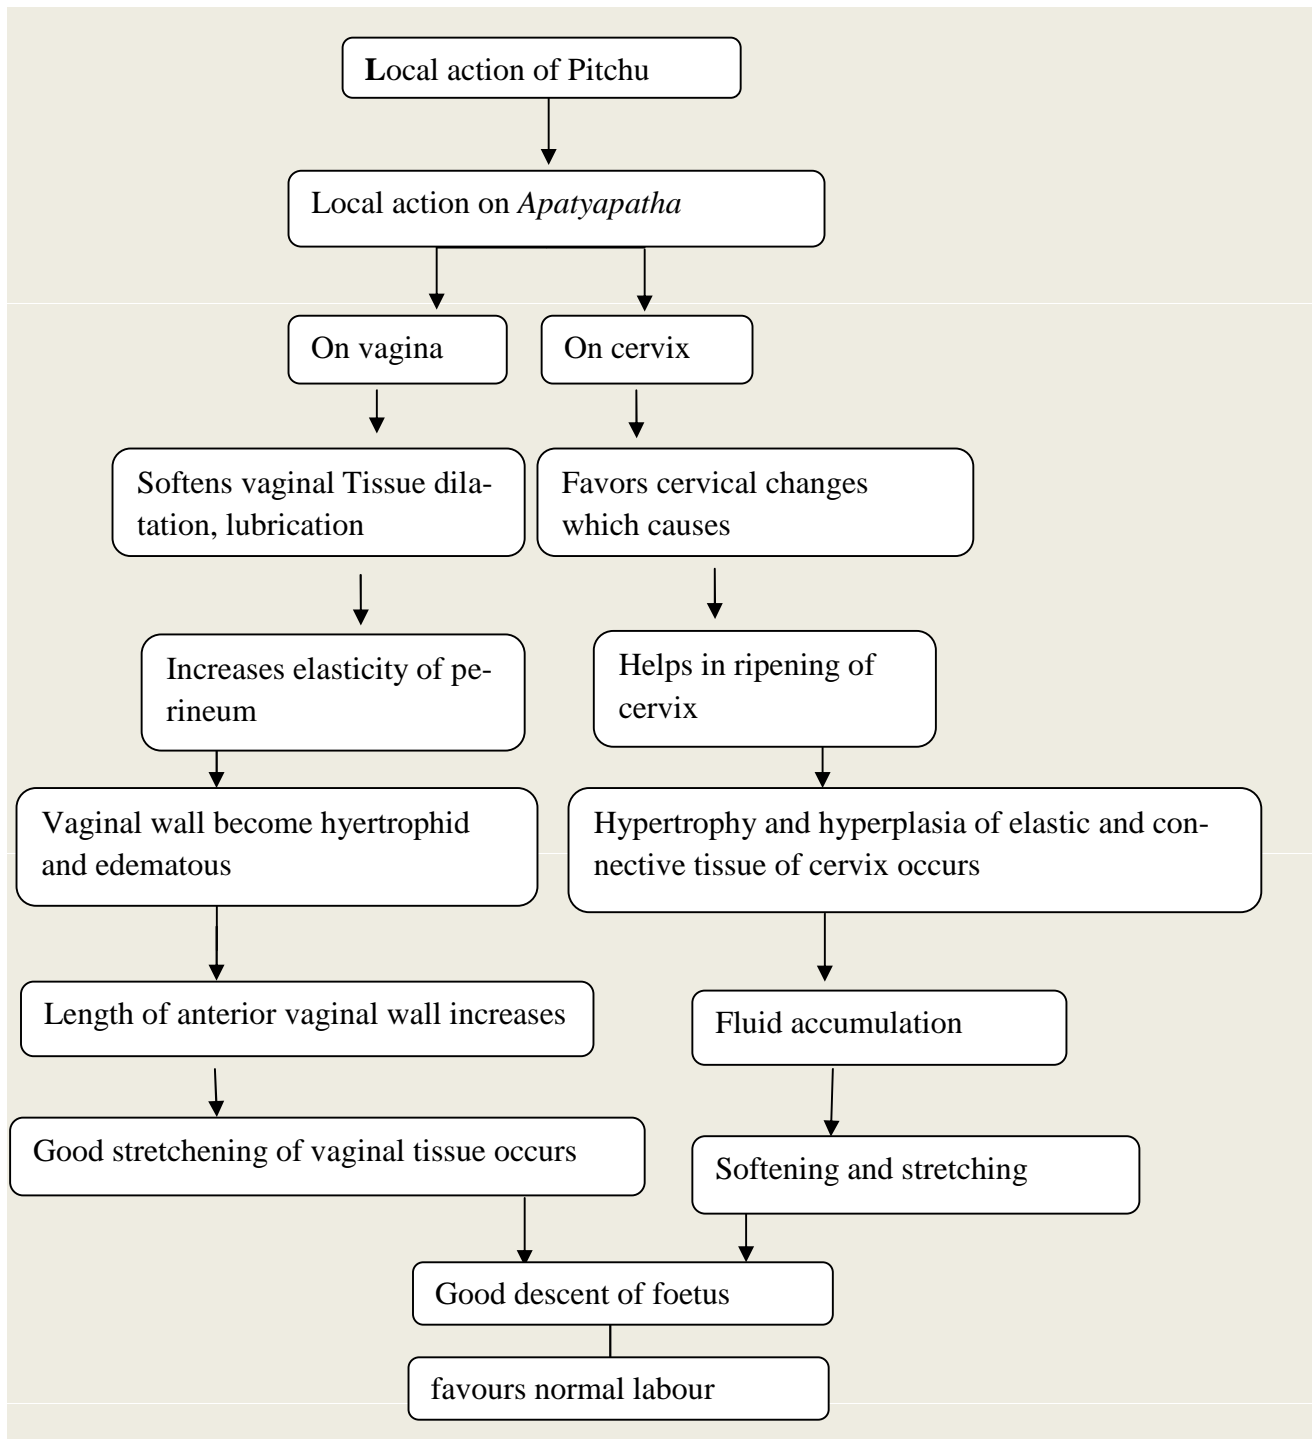 Local action of Pitchu
Local action on Apatyapatha
On vagina
On cervix
Softens vaginal Tissue dila-
tation, lubrication
Favors cervical changes
which causes
Increases elasticity of pe-
rineum
Helps in ripening of
cervix
Vaginal wall become hyertrophid
and edematous
Hypertrophy and hyperplasia of elastic and con-
nective tissue of cervix occurs
Length of anterior vaginal wall increases
Fluid accumulation
Good stretchening of vaginal tissue occurs
Softening and stretching
Good descent of foetus
favours normal labour